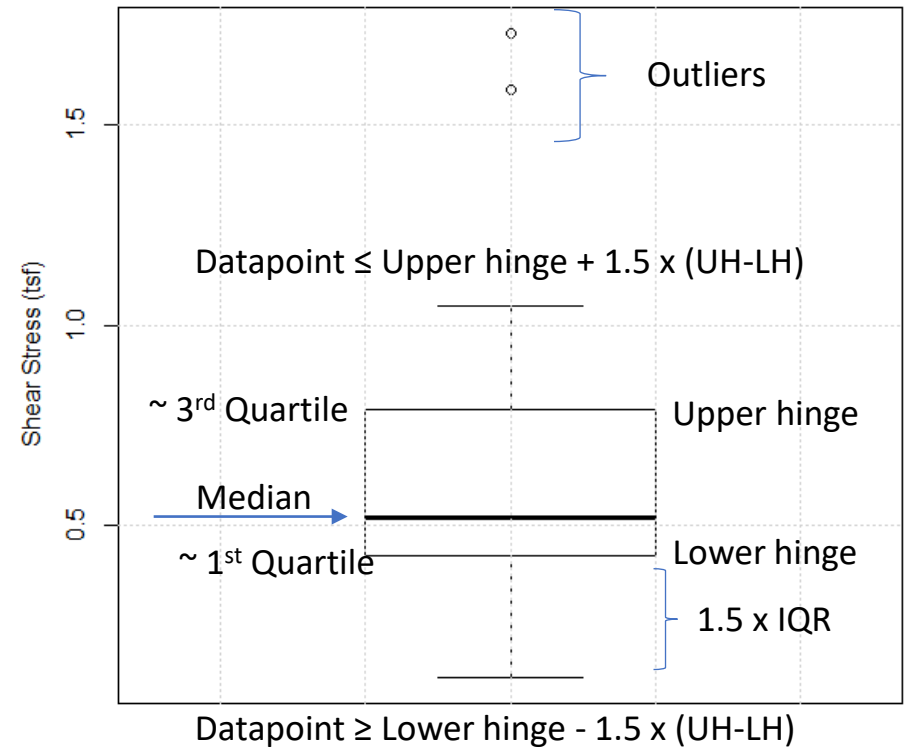 Outliers
1.5
Datapoint ≤ Upper hinge + 1.5 x (UH-LH)
Shear Stress (tsf)
1.0
~ 3rd Quartile
Upper hinge
Median
0.5
~ 1st Quartile
Lower hinge
1.5 x IQR
Datapoint ≥ Lower hinge - 1.5 x (UH-LH)